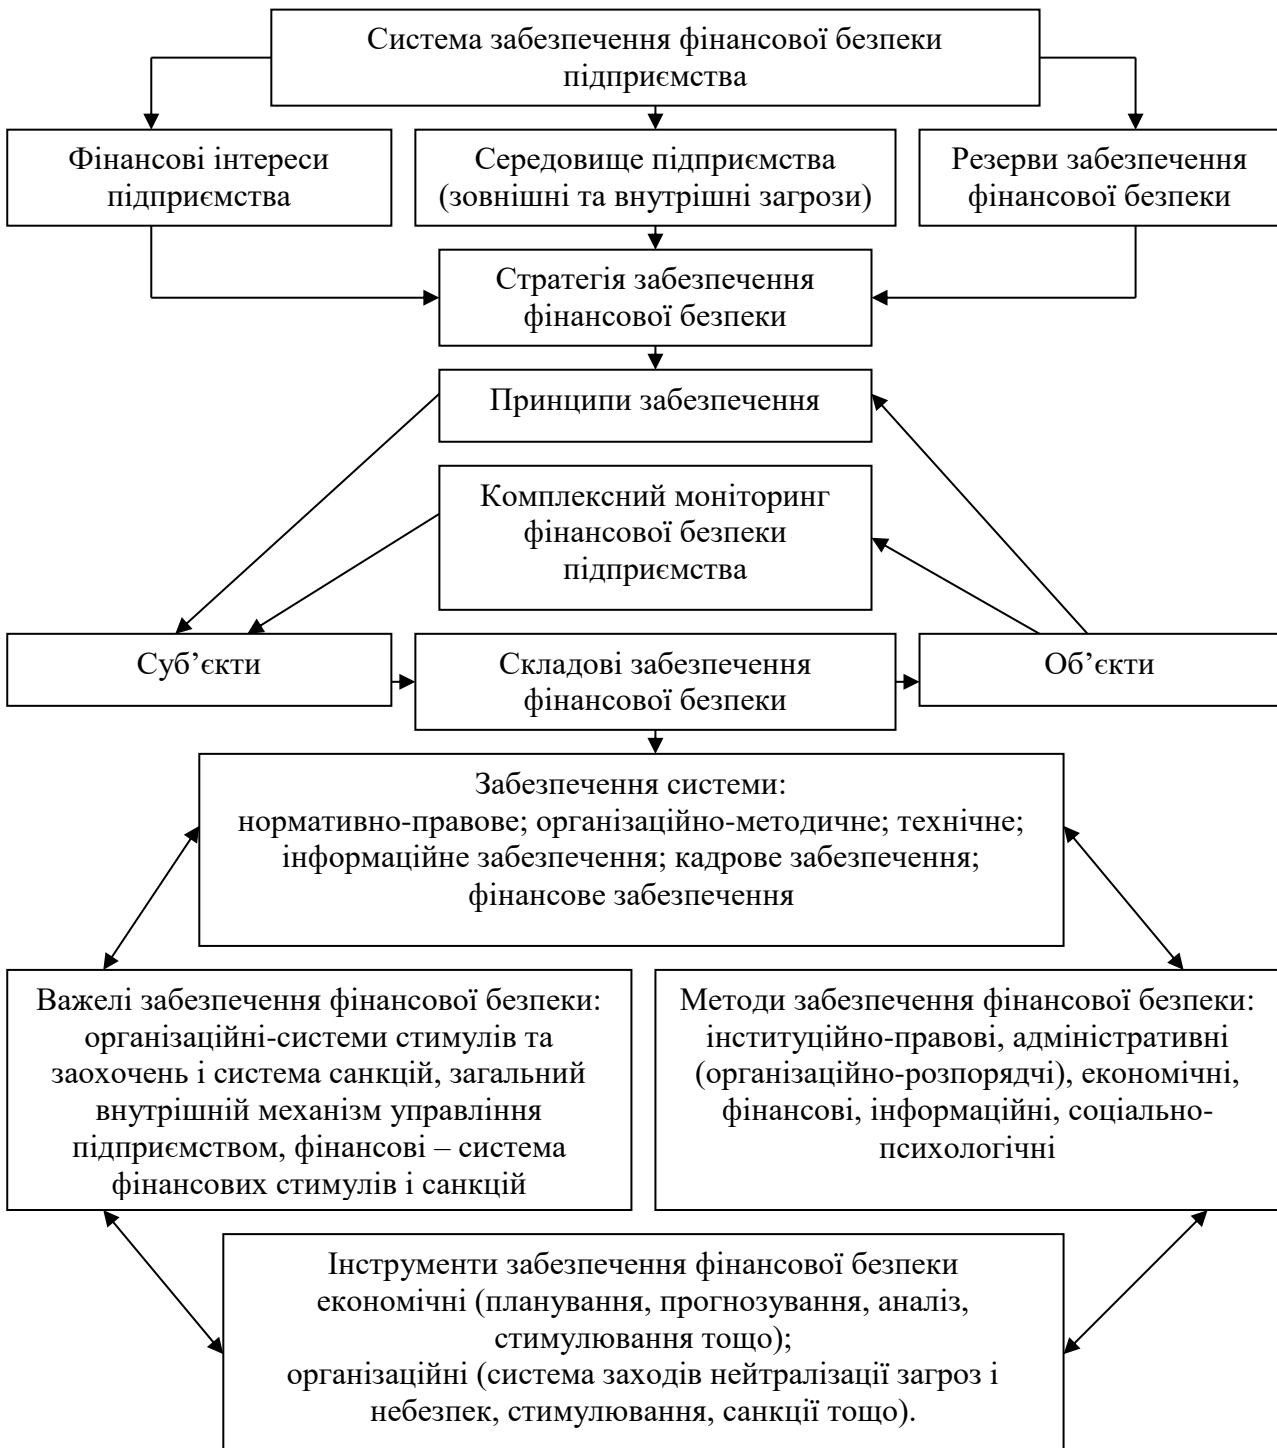 Система забезпечення фінансової безпеки
підприємства
Фінансові інтереси
підприємства
Середовище підприємства
(зовнішні та внутрішні загрози)
Резерви забезпечення
фінансової безпеки
Стратегія забезпечення
фінансової безпеки
Принципи забезпечення
Комплексний моніторинг
фінансової безпеки
підприємства
Суб’єкти
Складові забезпечення
фінансової безпеки
Об’єкти
Забезпечення системи:
нормативно-правове; організаційно-методичне; технічне;
інформаційне забезпечення; кадрове забезпечення;
фінансове забезпечення
Важелі забезпечення фінансової безпеки:
організаційні-системи стимулів та
заохочень і система санкцій, загальний
внутрішній механізм управління
підприємством, фінансові – система
фінансових стимулів і санкцій
Методи забезпечення фінансової безпеки:
інституційно-правові, адміністративні
(організаційно-розпорядчі), економічні,
фінансові, інформаційні, соціально-
психологічні
Інструменти забезпечення фінансової безпеки
економічні (планування, прогнозування, аналіз,
стимулювання тощо);
організаційні (система заходів нейтралізації загроз і
небезпек, стимулювання, санкції тощо).